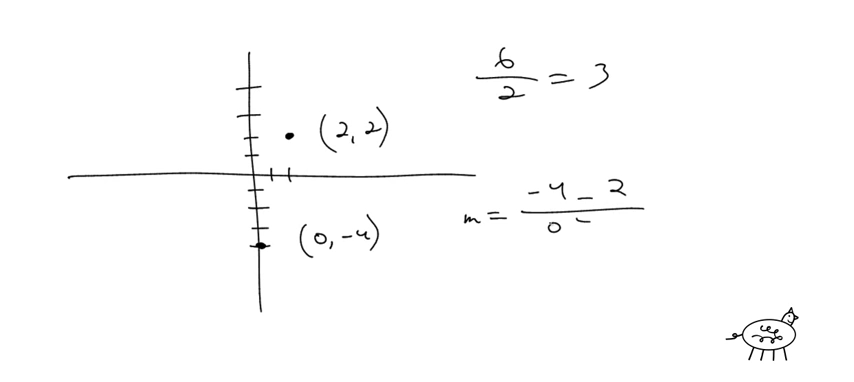 6/2 = 3
(2, 2)
(0, -4)
m = -4 - 2 / 0 -